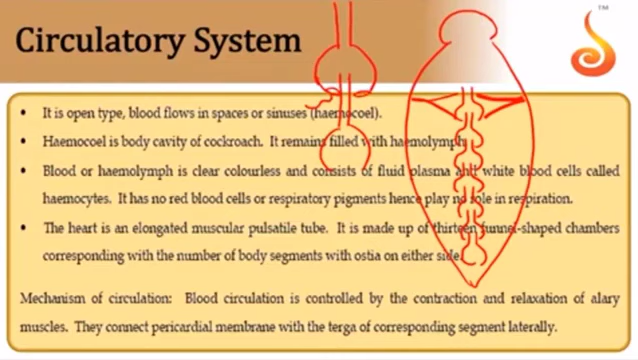 Circulatory System
TM
• It is open type, blood flows in spaces or sinuses (haemocoel).
• Haemocoel is body cavity of cockroach. It remains filled with haemolymph.
• Blood or haemolymph is clear colourless and consists of fluid plasma and white blood cells called
haemocytes. It has no red blood cells or respiratory pigments hence play no role in respiration.
• The heart is an elongated muscular pulsatile tube. It is made up of thirteen funnel-shaped chambers
corresponding with the number of body segments with ostia on either side.
Mechanism of circulation: Blood circulation is controlled by the contraction and relaxation of alary
muscles. They connect pericardial membrane with the terga of corresponding segment laterally.